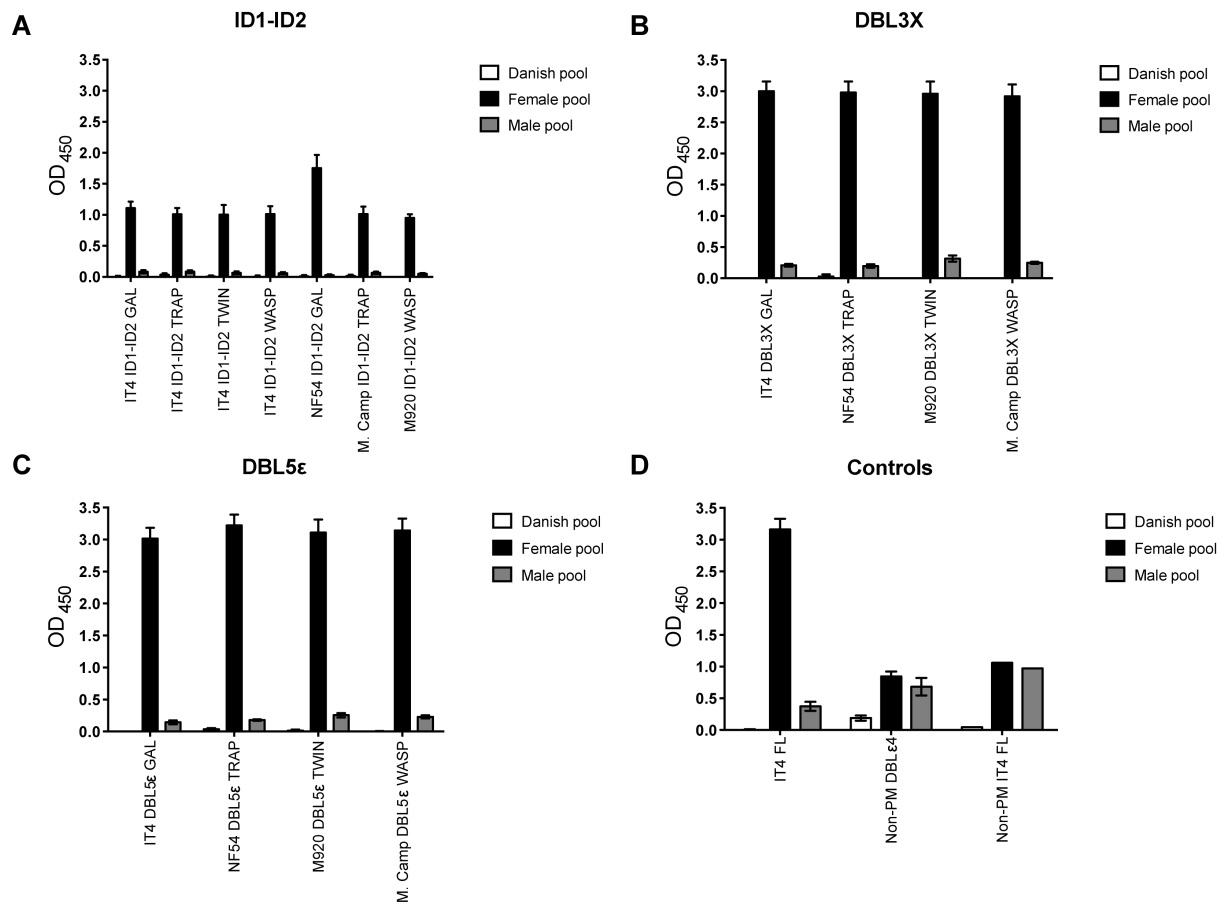 A
ID1-ID2
3.5
3.0
2.5
2.0
1.5
1.0
0.5
0.0
OD450
Danish pool
Female pool
Male pool
IT4 ID1-ID2 GAL
IT4 ID1-ID2 TRAP
IT4 ID1-ID2 TWIN
IT4 ID1-ID2 WASP
NF54 ID1-ID2 GAL
M. Camp ID1-ID2 TRAP
M920 ID1-ID2 WASP
B
DBL3X
3.5
3.0
2.5
2.0
1.5
1.0
0.5
0.0
OD450
Danish pool
Female pool
Male pool
IT4 DBL3X GAL
NF54 DBL3X TRAP
M920 DBL3X TWIN
M. Camp DBL3X WASP
C
DBL5ε
3.5
3.0
2.5
2.0
1.5
1.0
0.5
0.0
OD450
Danish pool
Female pool
Male pool
IT4 DBL5ε GAL
NF54 DBL5ε TRAP
M920 DBL5ε TWIN
M. Camp DBL5ε WASP
D
Controls
3.5
3.0
2.5
2.0
1.5
1.0
0.5
0.0
OD450
Danish pool
Female pool
Male pool
IT4 FL
Non-PM DBLε4
Non-PM IT4 FL